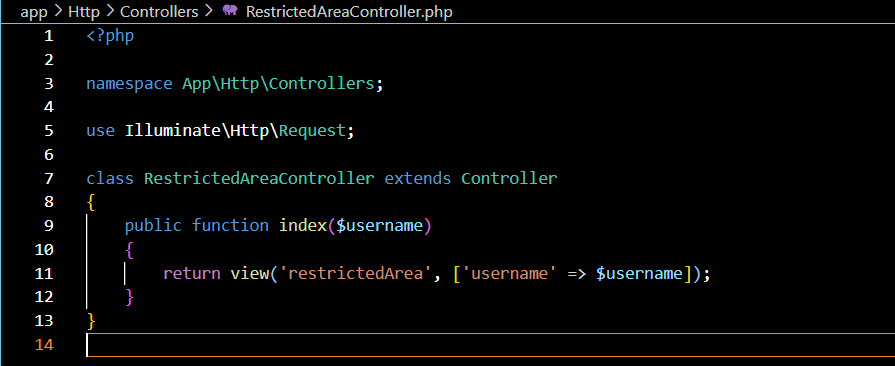 app > Http > Controllers > RestrictedAreaController.php
1 <?php
2
3 namespace App\Http\Controllers;
4
5 use Illuminate\Http\Request;
6
7 class RestrictedAreaController extends Controller
8 {
9     public function index($username)
10     {
11         return view('restrictedArea', ['username' => $username]);
12     }
13 }
14